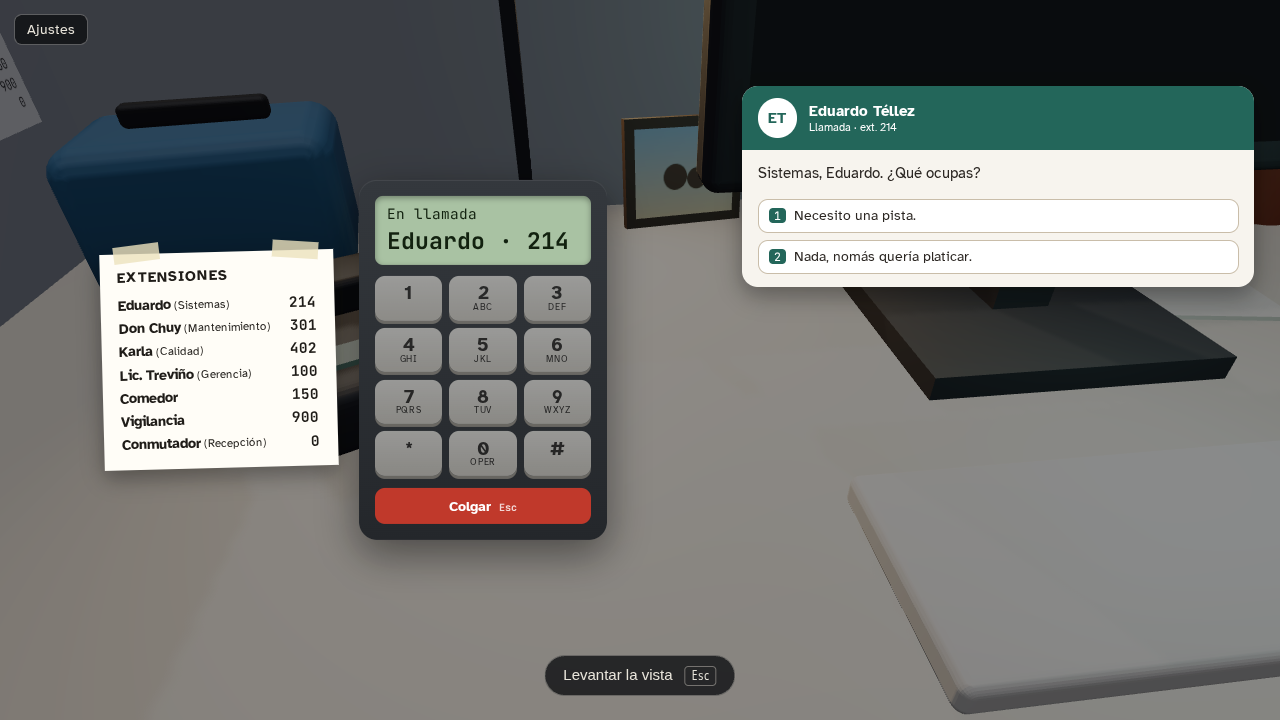 Ajustes
900
0
EXTENSIONES
Eduardo (Sistemas) 214
Don Chuy (Mantenimiento) 301
Karla (Calidad) 402
Lic. Treviño (Gerencia) 100
Comedor 150
Vigilancia 900
Conmutador (Recepción) 0
En llamada
Eduardo · 214
1
2 ABC
3 DEF
4 GHI
5 JKL
6 MNO
7 PQRS
8 TUV
9 WXYZ
*
0 OPER
#
Colgar Esc
ET
Eduardo Téllez
Llamada · ext. 214
Sistemas, Eduardo. ¿Qué ocupas?
1 Necesito una pista.
2 Nada, nomás quería platicar.
Levantar la vista Esc